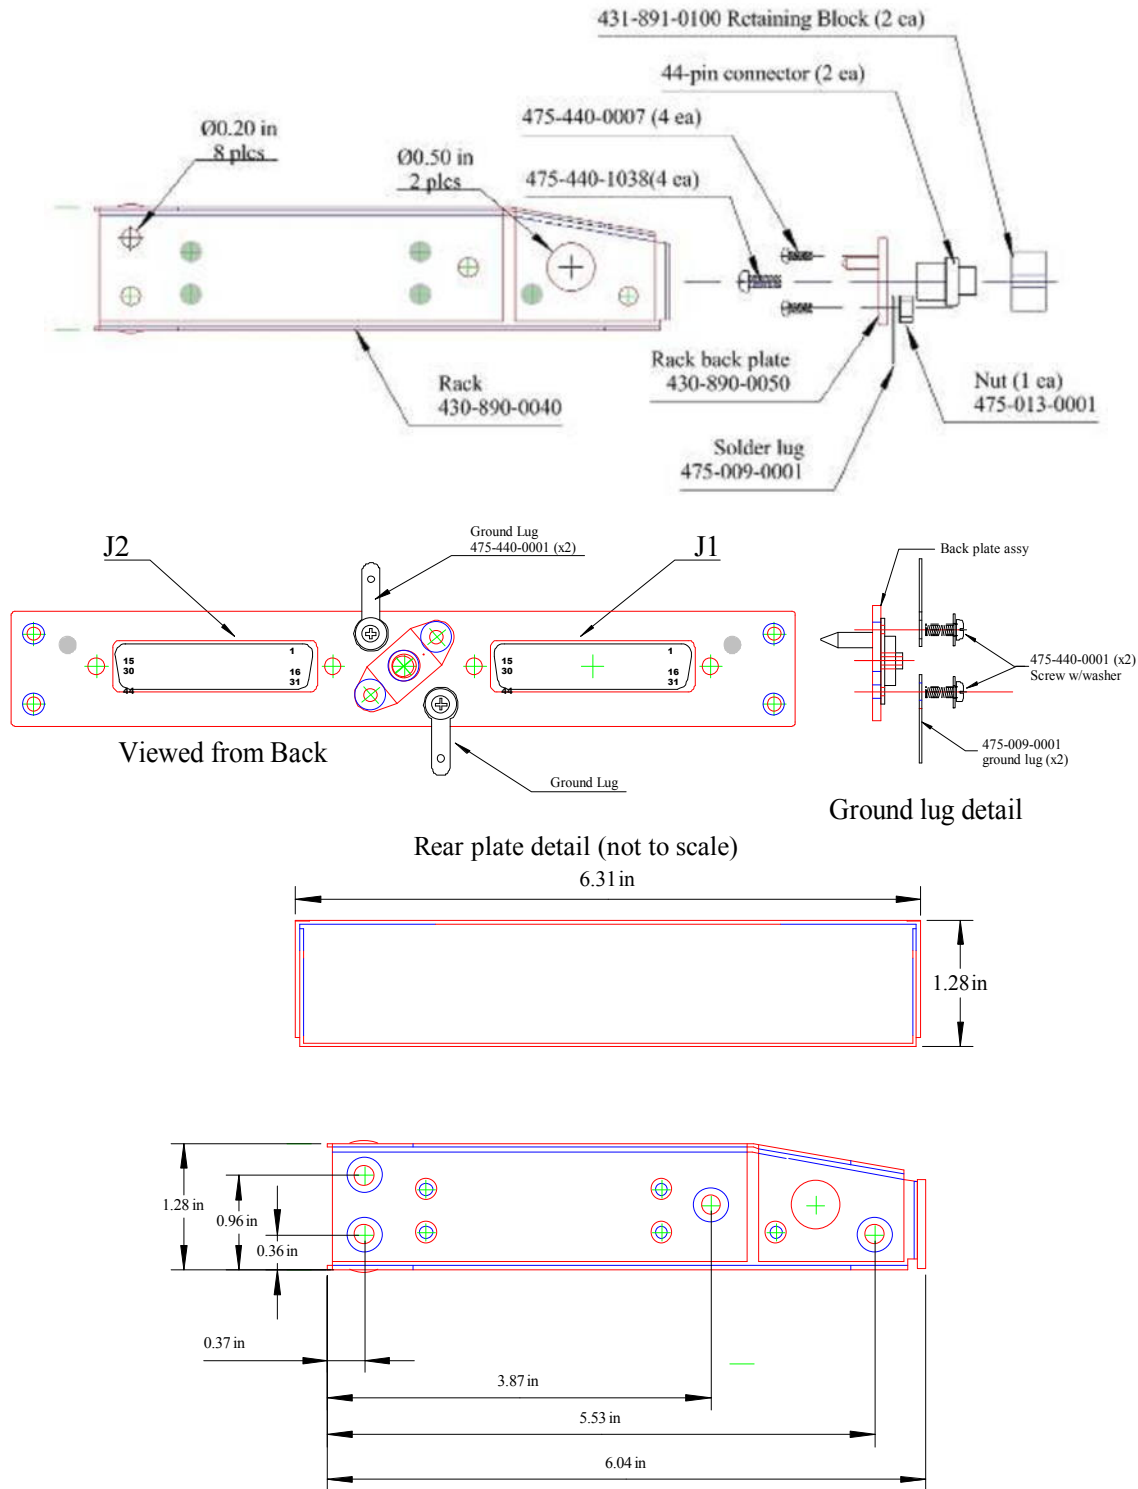 431-891-0100 Retaining Block (2 ea)
44-pin connector (2 ea)
475-440-0007 (4 ea)
Ø0.20 in
8 plcs
Ø0.50 in
2 plcs
475-440-1038(4 ea)
Rack
430-890-0040
Rack back plate
430-890-0050
Nut (1 ea)
475-013-0001
Solder lug
475-009-0001
J2
Ground Lug
475-440-0001 (x2)
J1
Back plate assy
15
30
44
1
16
31
15
30
44
1
16
31
475-440-0001 (x2)
Screw w/washer
Viewed from Back
Ground Lug
475-009-0001
ground lug (x2)
Ground lug detail
Rear plate detail (not to scale)
6.31 in
1.28 in
1.28 in
0.96 in
0.36 in
0.37 in
3.87 in
5.53 in
6.04 in